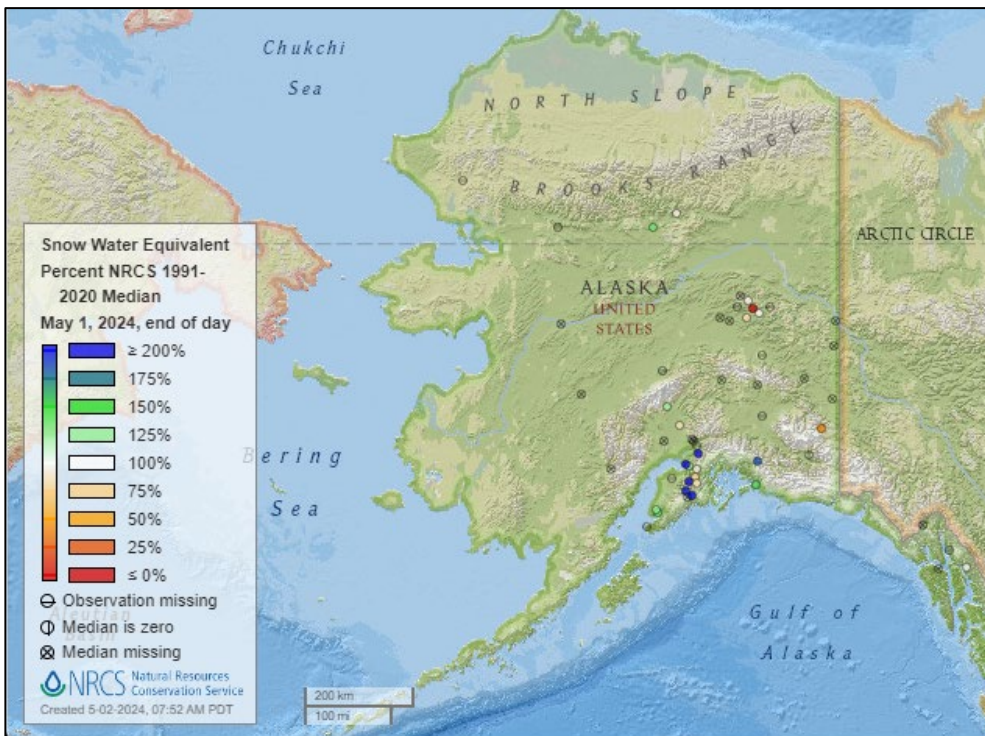 Chukchi
Sea
NORTH SLOPE
BROOKS RANGE
ARCTIC CIRCLE
ALASKA
UNITED
STATES
Bering
Sea
Gulf of
Alaska
Snow Water Equivalent
Percent NRCS 1991-
2020 Median
May 1, 2024, end of day
≥ 200%
175%
150%
125%
100%
75%
50%
25%
≤ 0%
Observation missing
Aleutian
Median is zero
Basin
Median missing
NRCS Natural Resources
Conservation Service
Created 5-02-2024, 07:52 AM PDT
200 km
100 mi